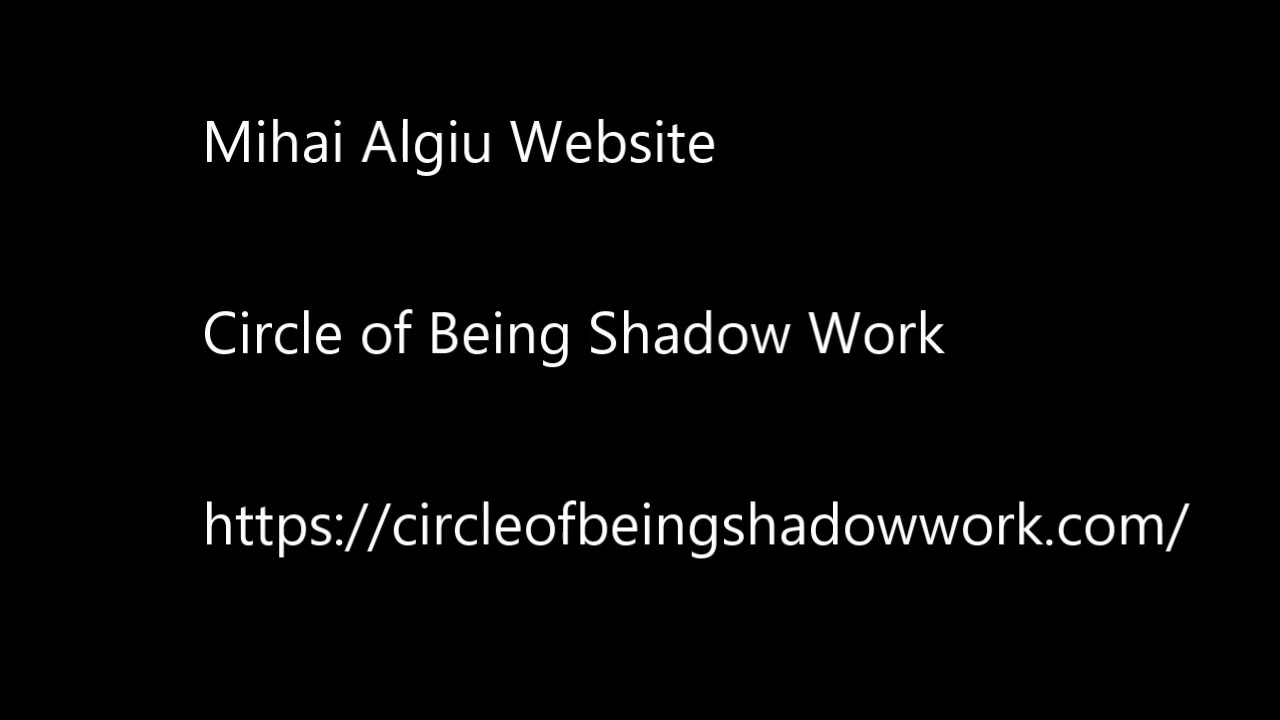 Mihai Algiu Website
Circle of Being Shadow Work
https://circleofbeingshadowwork.com/